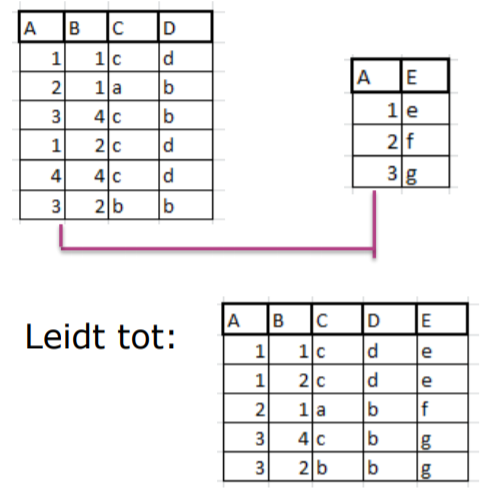 A B C D
1 1 c d
2 1 a b
3 4 c b
1 2 c d
4 4 c d
3 2 b b
A E
1 e
2 f
3 g
Leidt tot:
A B C D E
1 1 c d e
1 2 c d e
2 1 a b f
3 4 c b g
3 2 b b g